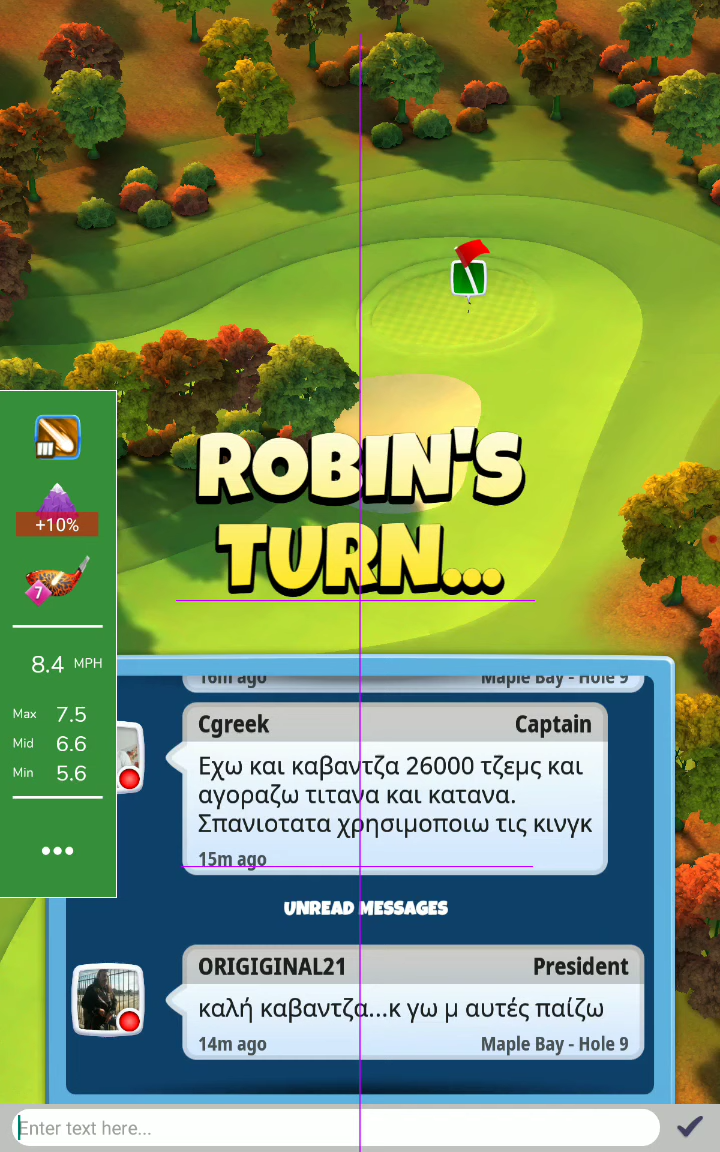 ROBIN'S
TURN...
+10%
7
8.4 MPH
Max 7.5
Mid 6.6
Min 5.6
16m ago Maple Bay - Hole 9
Cgreek Captain
Εχω και καβαντζα 26000 τζεμς και
αγοραζω τιτανα και κατανα.
Σπανιοτατα χρησιμοποιω τις κινγκ
15m ago
UNREAD MESSAGES
ORIGIGINAL21 President
καλή καβαντζα...κ γω μ αυτές παίζω
14m ago Maple Bay - Hole 9
Enter text here...